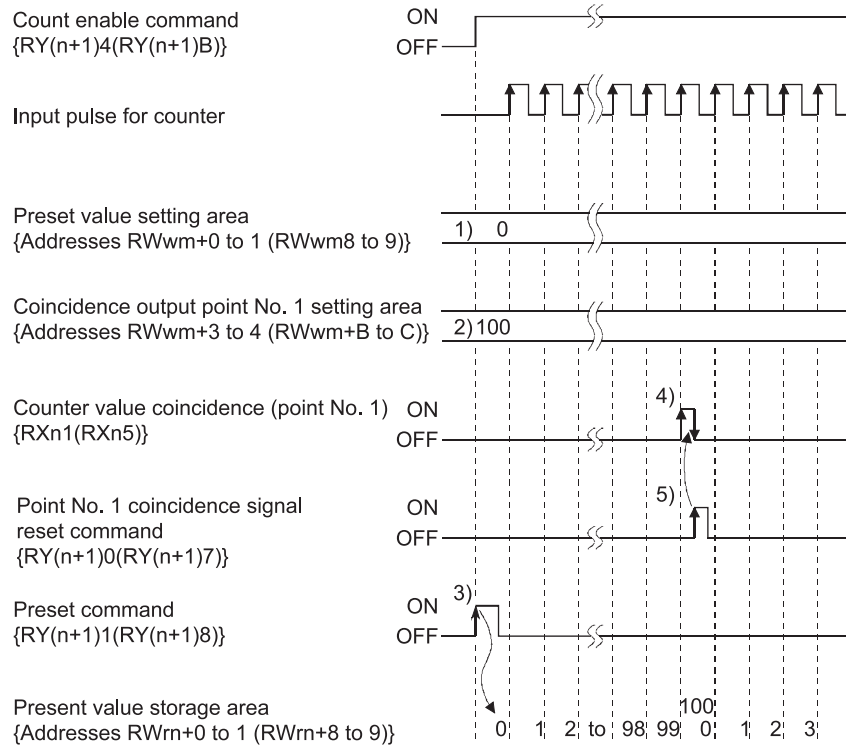 Count enable command
{RY(n+1)4(RY(n+1)B)}
ON
OFF
Input pulse for counter
Preset value setting area
{Addresses RWwm+0 to 1 (RWwm8 to 9)}
1) 0
Coincidence output point No. 1 setting area
{Addresses RWwm+3 to 4 (RWwm+B to C)}
2)100
Counter value coincidence (point No. 1)
{RXn1(RXn5)}
ON
OFF
4)
Point No. 1 coincidence signal
reset command
{RY(n+1)0(RY(n+1)7)}
ON
OFF
5)
Preset command
{RY(n+1)1(RY(n+1)8)}
ON
OFF
3)
Present value storage area
{Addresses RWrn+0 to 1 (RWrn+8 to 9)}
100
0 1 2 to 98 99 0 1 2 3